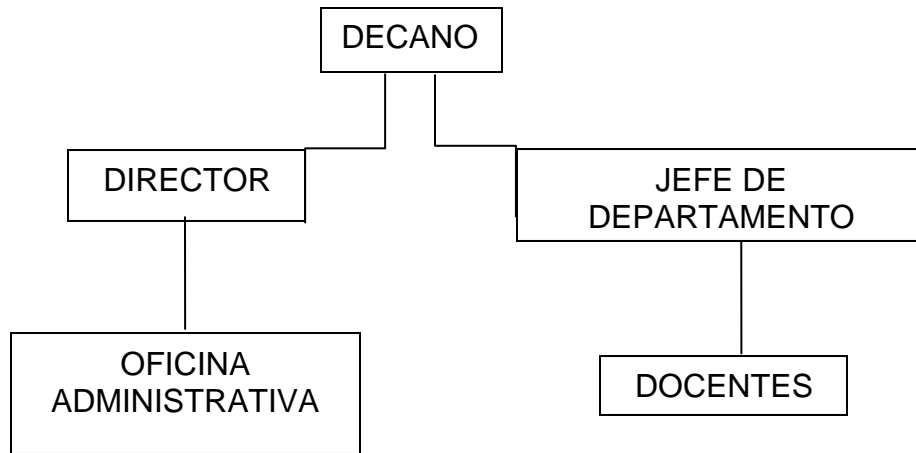 DECANO
DIRECTOR
JEFE DE
DEPARTAMENTO
OFICINA
ADMINISTRATIVA
DOCENTES